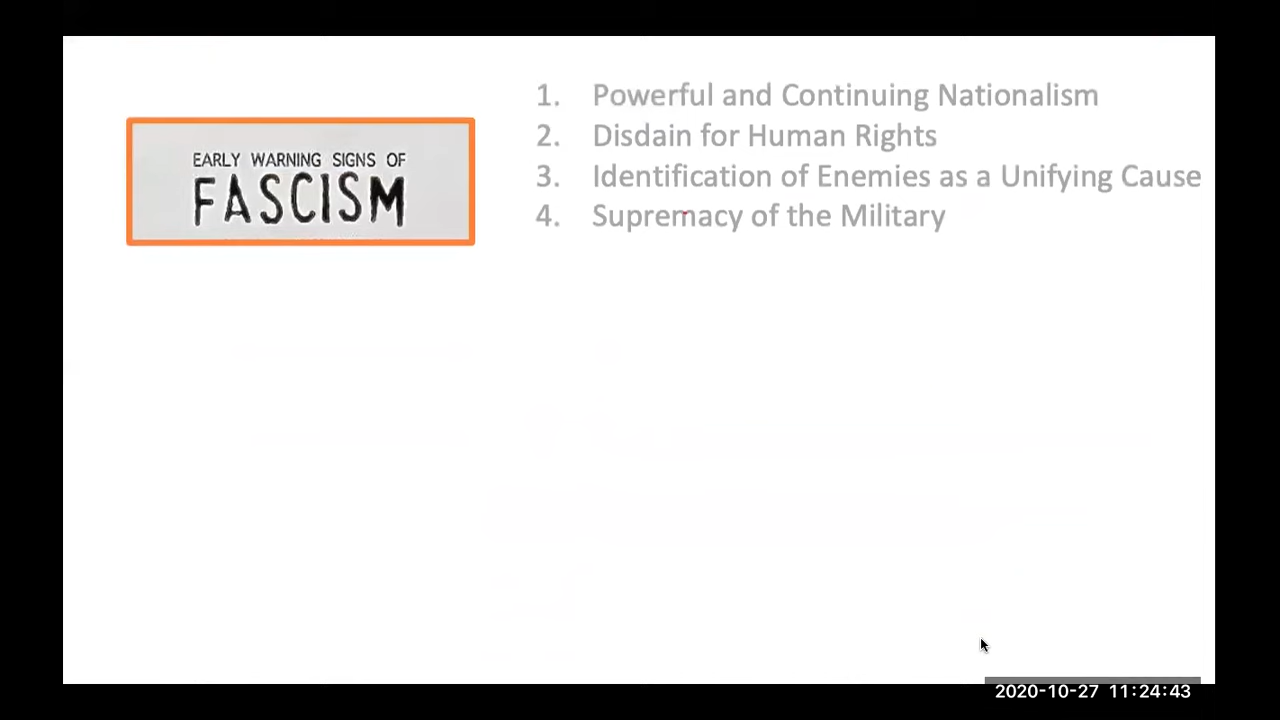 EARLY WARNING SIGNS OF
FASCISM
1. Powerful and Continuing Nationalism
2. Disdain for Human Rights
3. Identification of Enemies as a Unifying Cause
4. Supremacy of the Military
2020-10-27 11:24:43